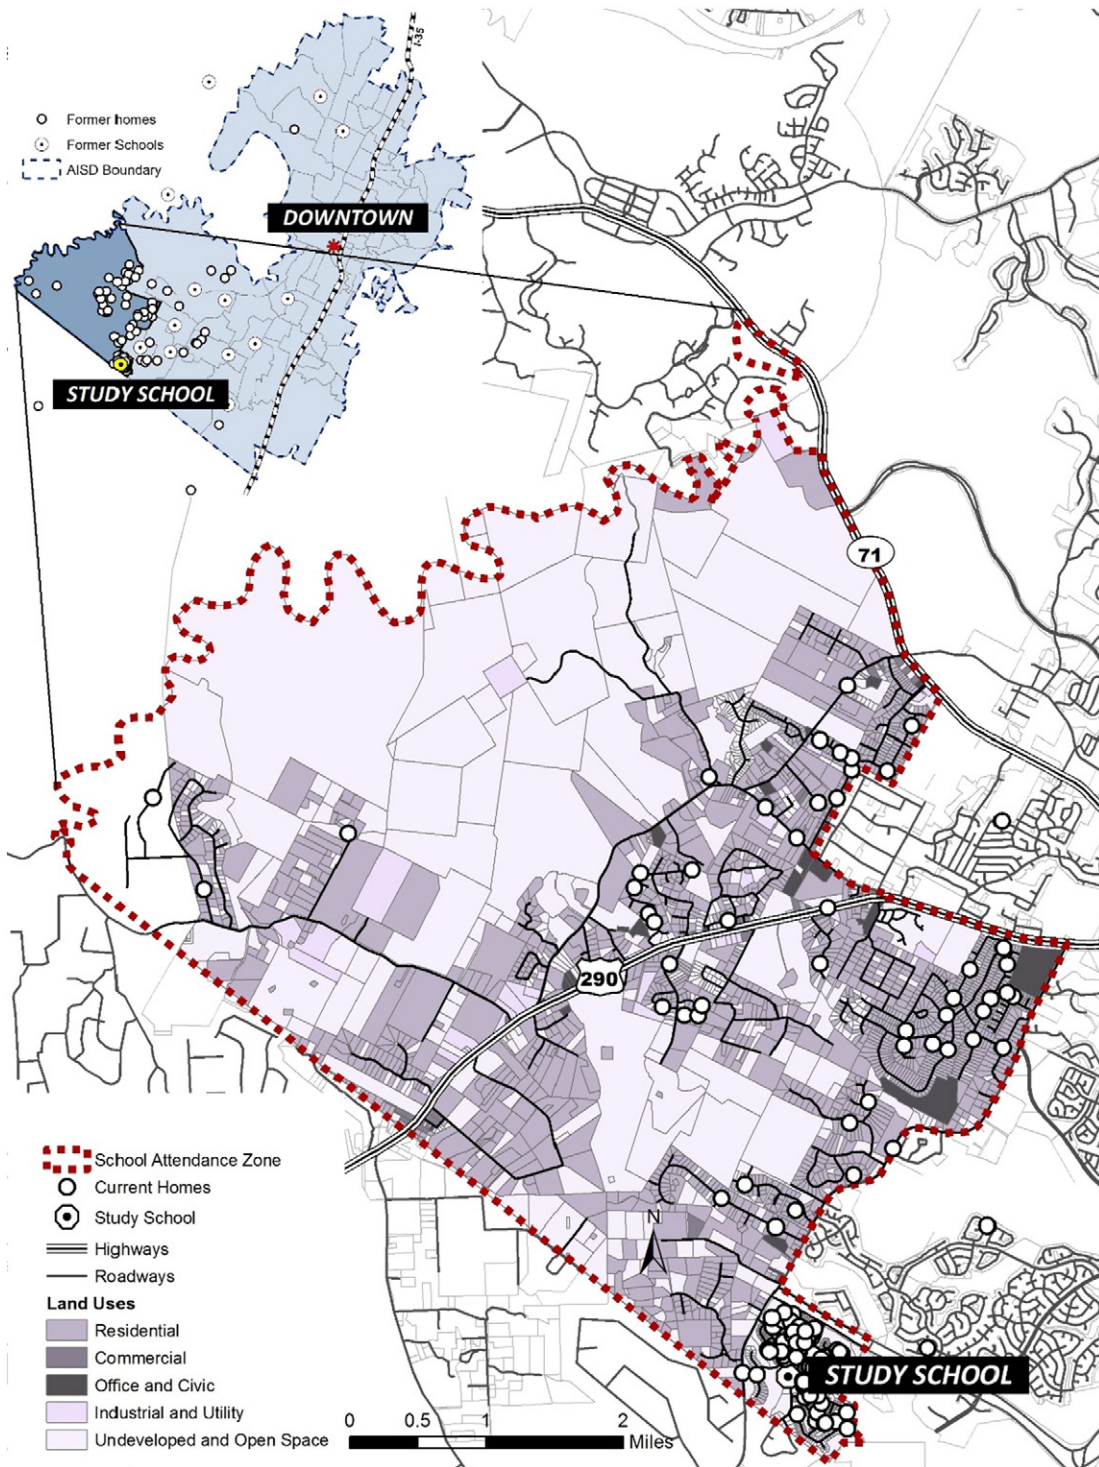 I-35
Former homes
Former Schools
AISD Boundary
DOWNTOWN
STUDY SCHOOL
71
290
School Attendance Zone
Current Homes
Study School
Highways
Roadways
Land Uses
Residential
Commercial
Office and Civic
Industrial and Utility
Undeveloped and Open Space
N
STUDY SCHOOL
0 0.5 1 2
Miles